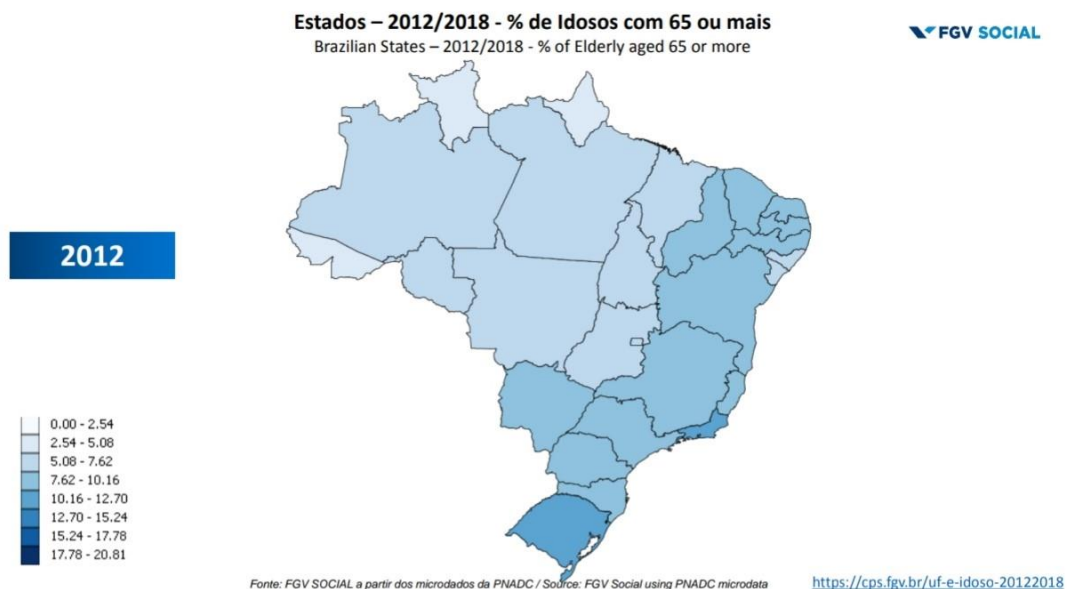 Estados – 2012/2018 - % de Idosos com 65 ou mais
Brazilian States – 2012/2018 - % of Elderly aged 65 or more
FGV SOCIAL
2012
0.00 - 2.54
2.54 - 5.08
5.08 - 7.62
7.62 - 10.16
10.16 - 12.70
12.70 - 15.24
15.24 - 17.78
17.78 - 20.81
Fonte: FGV SOCIAL a partir dos microdados da PNADC / Source: FGV Social using PNADC microdata
https://cps.fgv.br/uf-e-idoso-20122018